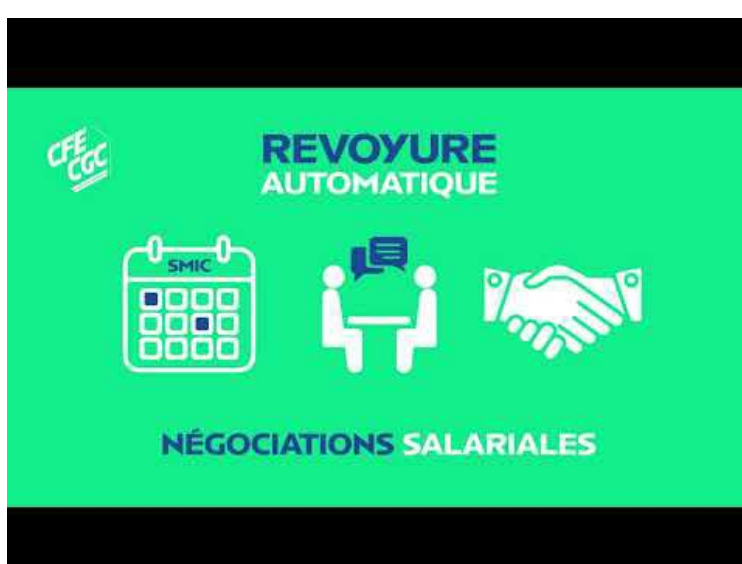 CFE
CGC
REVOYURE
AUTOMATIQUE
SMIC
NÉGOCIATIONS SALARIALES